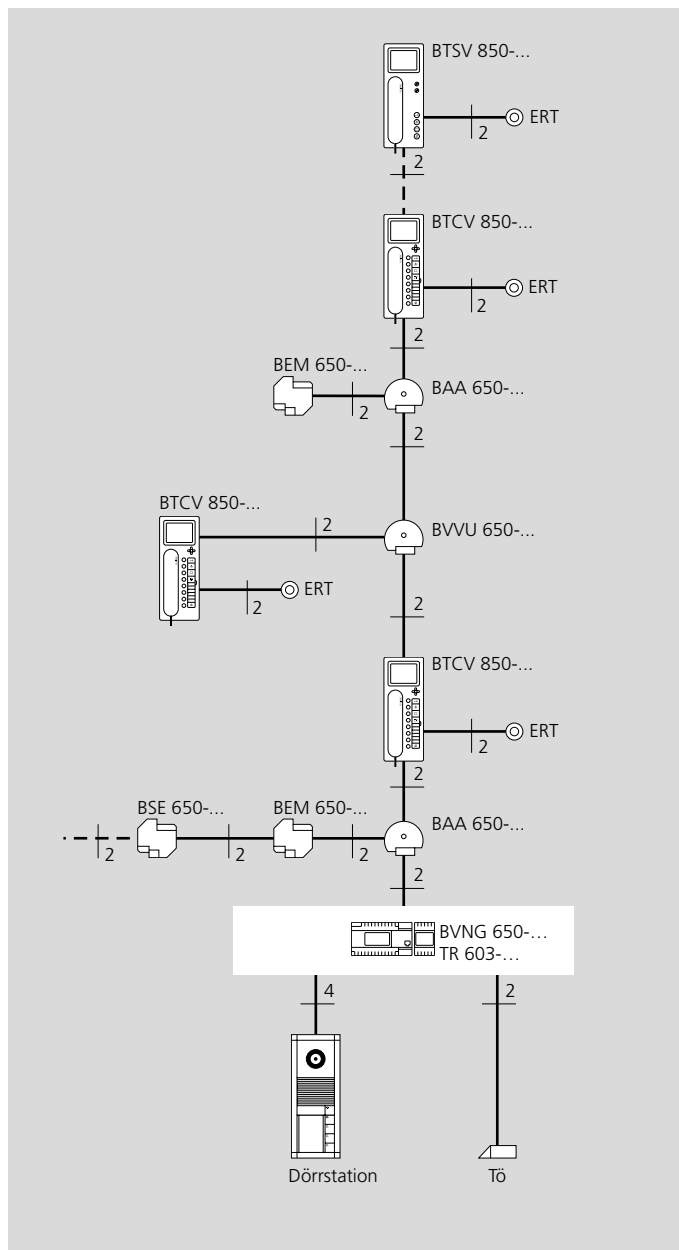 BTSV 850-...
ERT
2
2
BTCV 850-...
ERT
2
2
BEM 650-...
BAA 650-...
2
2
BTCV 850-...
2
BVVU 650-...
ERT
2
2
BTCV 850-...
ERT
2
2
BSE 650-...
BEM 650-...
BAA 650-...
2
2
2
2
BVNG 650-...
TR 603-...
4
2
Dörrstation
Tö